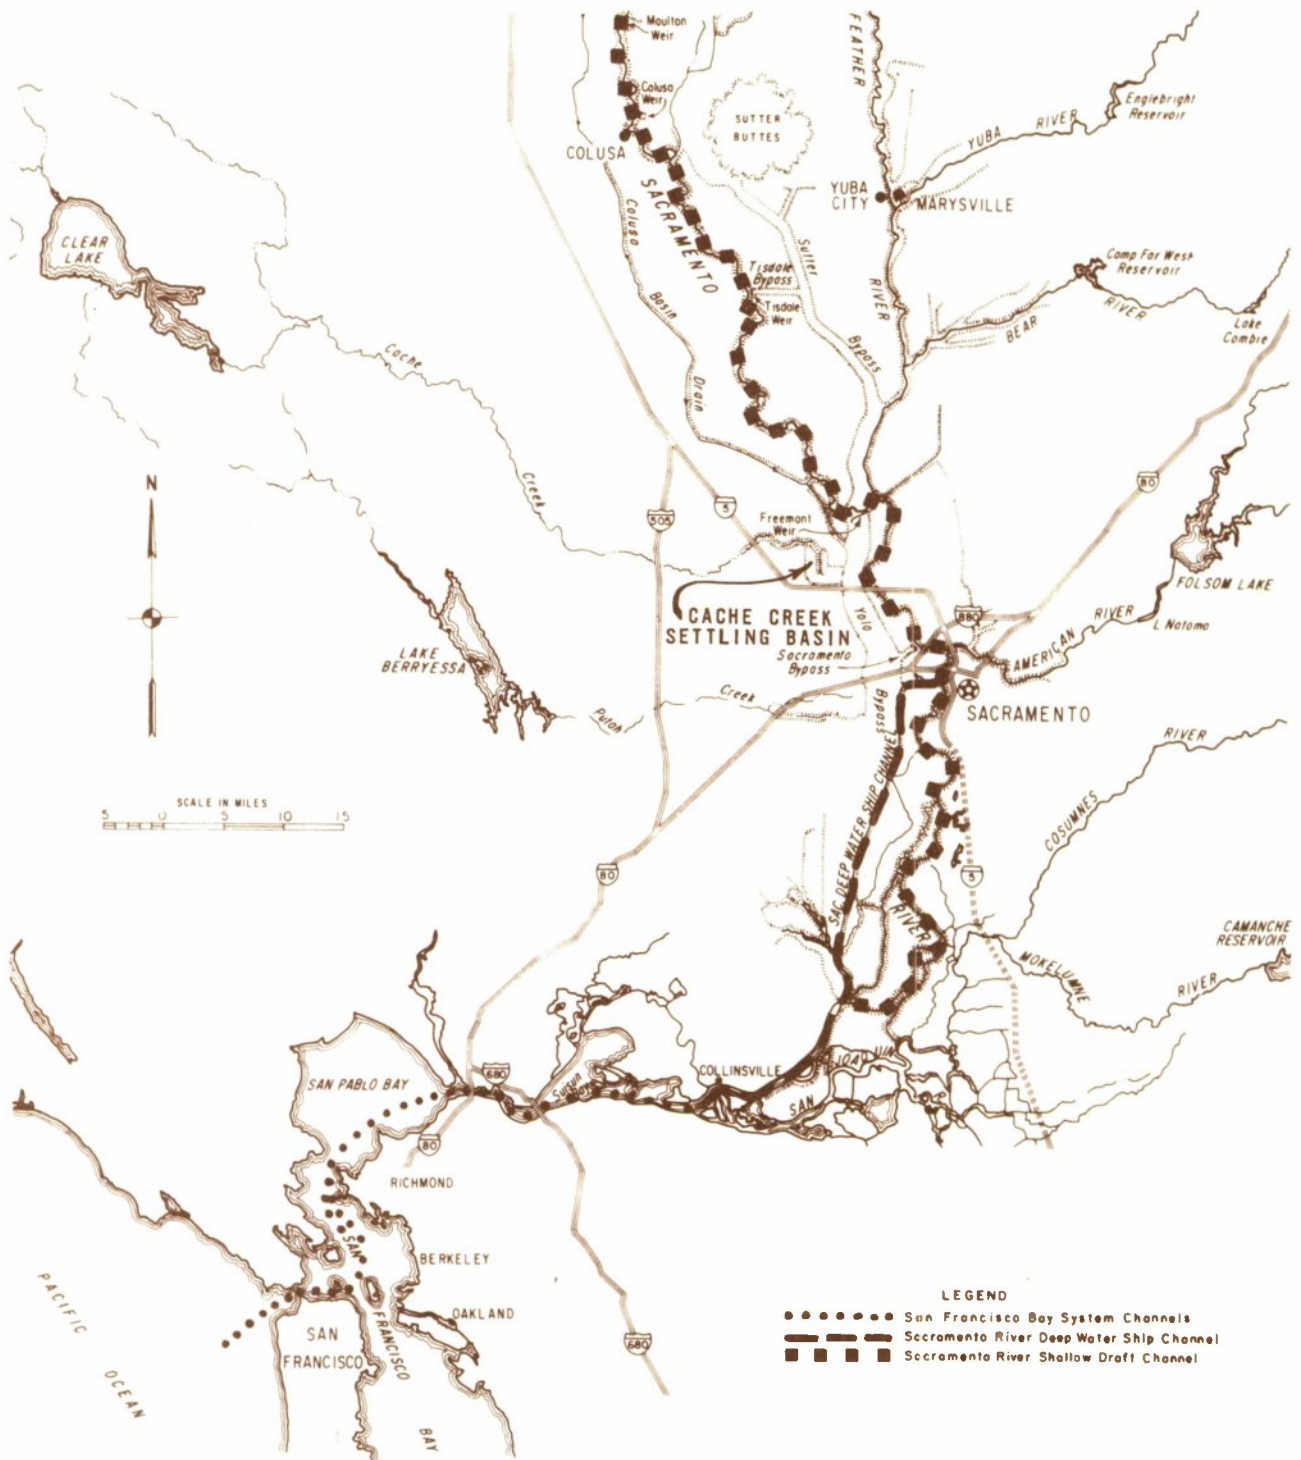 Moulton
Weir
FEATHER
Colusa
Weir
SUTTER
BUTTES
Englebright
Reservoir
YUBA RIVER
COLUSA
YUBA
CITY
MARYSVILLE
SACRAMENTO
Colusa
Basin
Drain
Sutter
Bypass
RIVER
CLEAR
LAKE
Tisdale
Bypass
Tisdale
Weir
Camp Far West
Reservoir
BEAR RIVER
Lake
Combie
Cache
Creek
N
505
5
80
Freemont
Weir
FOLSOM LAKE
CACHE CREEK
SETTLING BASIN
Yolo
Bypass
880
AMERICAN RIVER
L. Natoma
Sacramento
Bypass
LAKE
BERRYESSA
Putah Creek
SACRAMENTO
SAC DEEP WATER SHIP CHANNEL
COSUMNES RIVER
SCALE IN MILES
5 0 5 10 15
80
5
RIVER
CAMANCHE
RESERVOIR
MOKELUMNE RIVER
SAN PABLO BAY
680
Suisun
Bay
COLLINSVILLE
SAN
80
RICHMOND
BERKELEY
OAKLAND
SAN FRANCISCO BAY
SAN
FRANCISCO
PACIFIC OCEAN
680
LEGEND
San Francisco Bay System Channels
Sacramento River Deep Water Ship Channel
Sacramento River Shallow Draft Channel